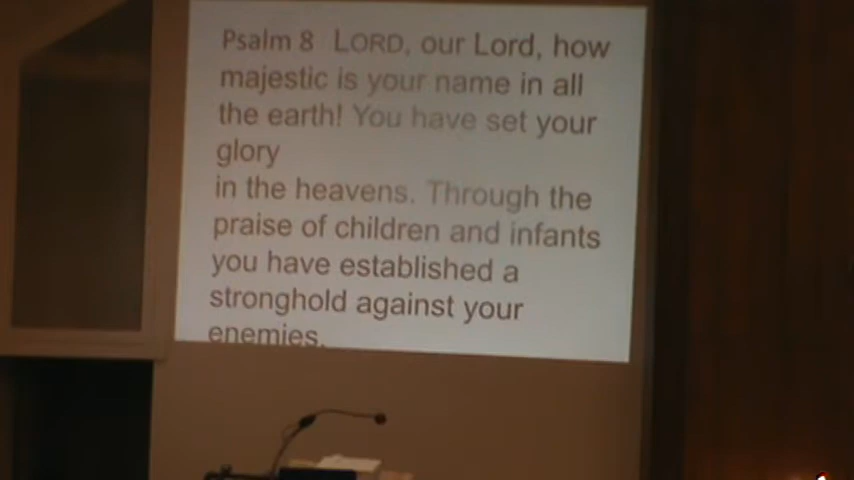 Psalm 8 LORD, our Lord, how
majestic is your name in all
the earth! You have set your
glory
in the heavens. Through the
praise of children and infants
you have established a
stronghold against your
enemies,